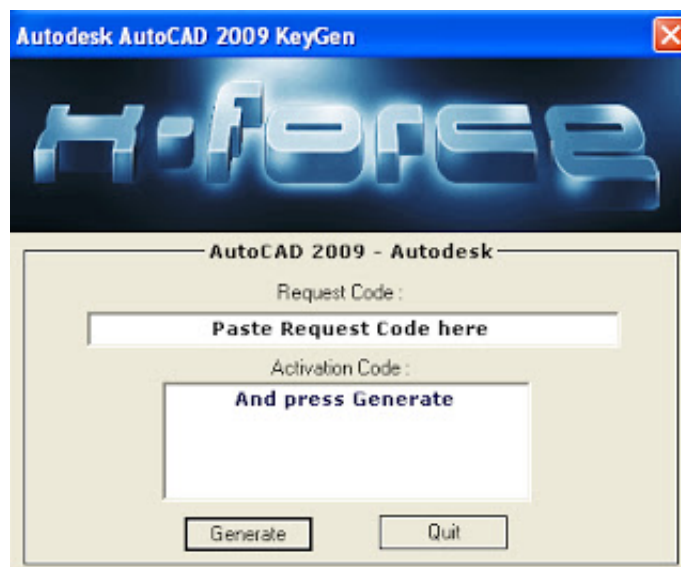 Autodesk AutoCAD 2009 KeyGen
X-force
AutoCAD 2009 - Autodesk
Request Code :
Paste Request Code here
Activation Code :
And press Generate
Generate
Quit